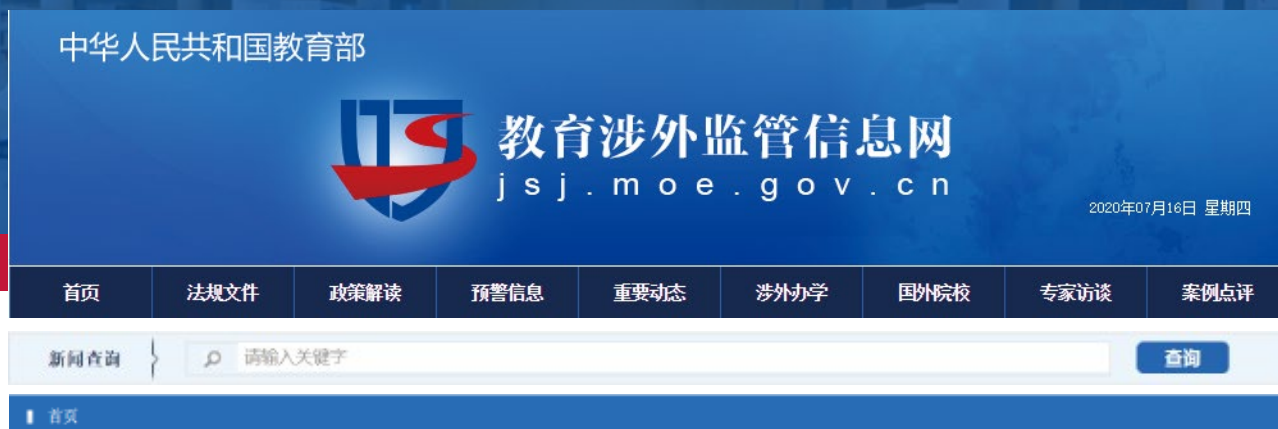 中华人民共和国教育部
教育涉外监管信息网
jsj.moe.gov.cn
2020年07月16日 星期四
首页 法规文件 政策解读 预警信息 重要动态 涉外办学 国外院校 专家访谈 案例点评
新闻查询 请输入关键字 查询
首页